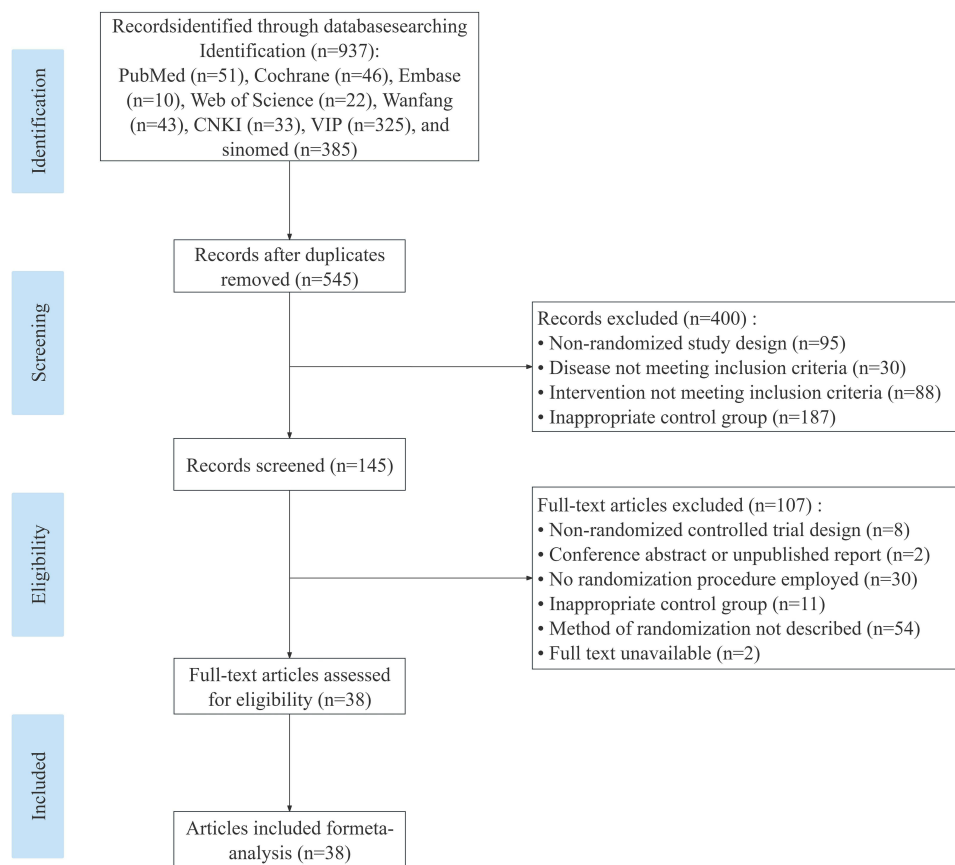 Identification
Recordsidentified through databasesearching
Identification (n=937):
PubMed (n=51), Cochrane (n=46), Embase
(n=10), Web of Science (n=22), Wanfang
(n=43), CNKI (n=33), VIP (n=325), and
sinomed (n=385)
Records after duplicates
removed (n=545)
Screening
Records excluded (n=400) :
• Non-randomized study design (n=95)
• Disease not meeting inclusion criteria (n=30)
• Intervention not meeting inclusion criteria (n=88)
• Inappropriate control group (n=187)
Records screened (n=145)
Eligibility
Full-text articles excluded (n=107) :
• Non-randomized controlled trial design (n=8)
• Conference abstract or unpublished report (n=2)
• No randomization procedure employed (n=30)
• Inappropriate control group (n=11)
• Method of randomization not described (n=54)
• Full text unavailable (n=2)
Full-text articles assessed
for eligibility (n=38)
Included
Articles included formeta-
analysis (n=38)